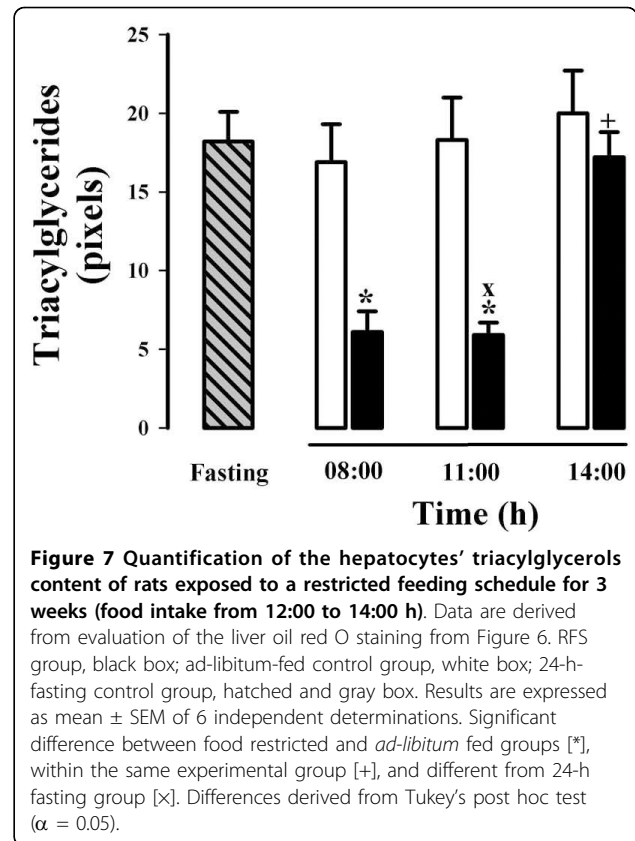 25
20
15
10
5
0
Triacylglycerides
(pixels)
*
x
*
+
Fasting 08:00 11:00 14:00
Time (h)
Figure 7 Quantification of the hepatocytes' triacylglycerols
content of rats exposed to a restricted feeding schedule for 3
weeks (food intake from 12:00 to 14:00 h). Data are derived
from evaluation of the liver oil red O staining from Figure 6. RFS
group, black box; ad-libitum-fed control group, white box; 24-h-
fasting control group, hatched and gray box. Results are expressed
as mean ± SEM of 6 independent determinations. Significant
difference between food restricted and ad-libitum fed groups [*],
within the same experimental group [+], and different from 24-h
fasting group [×]. Differences derived from Tukey's post hoc test
(α = 0.05).